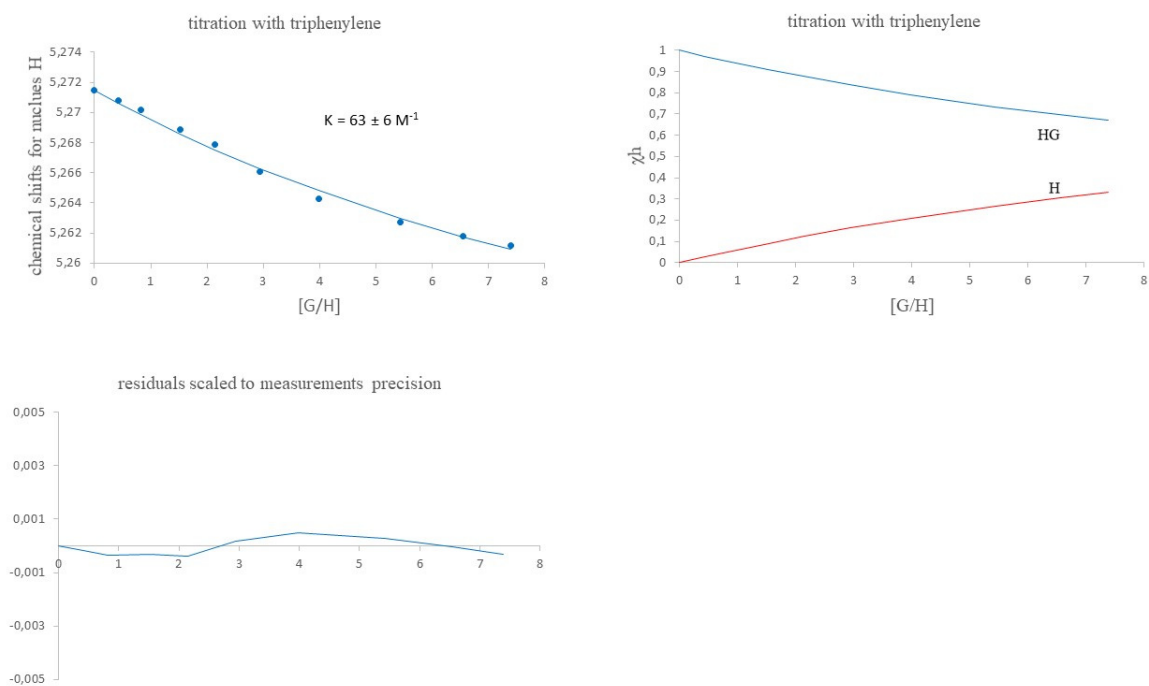 titration with triphenylene
5,274
5,272
5,27
5,268
5,266
5,264
5,262
5,26
chemical shifts for nuclues H
K = 63 ± 6 M⁻¹
0 1 2 3 4 5 6 7 8
[G/H]
titration with triphenylene
1
0,9
0,8
0,7
0,6
0,5
0,4
0,3
0,2
0,1
0
χh
HG
H
0 1 2 3 4 5 6 7 8
[G/H]
residuals scaled to measurements precision
0,005
0,003
0,001
-0,001
-0,003
-0,005
0 1 2 3 4 5 6 7 8